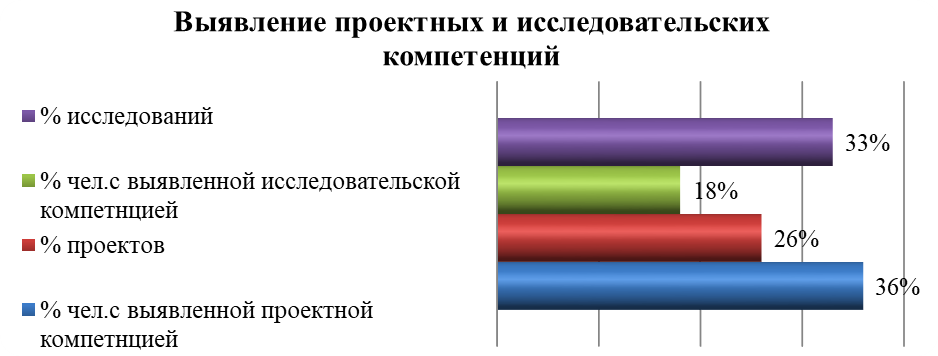 Выявление проектных и исследовательских
компетенций
% исследований
% чел.с выявленной исследовательской
компетнцией
% проектов
% чел.с выявленной проектной
компетнцией
33%
18%
26%
36%